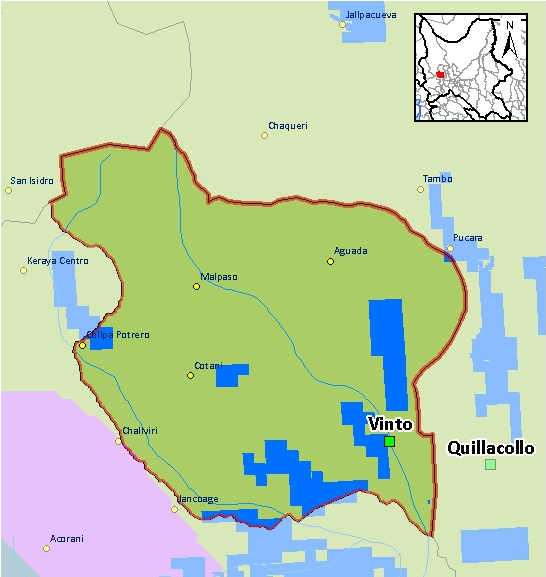 Jallpacueva
N
Chaqueri
San Isidro
Tambo
Pucara
Aguada
Keraya Centro
Malpaso
Collpa Potrero
Cotani
Vinto
Challviri
Quillacollo
Jancoage
Acorani